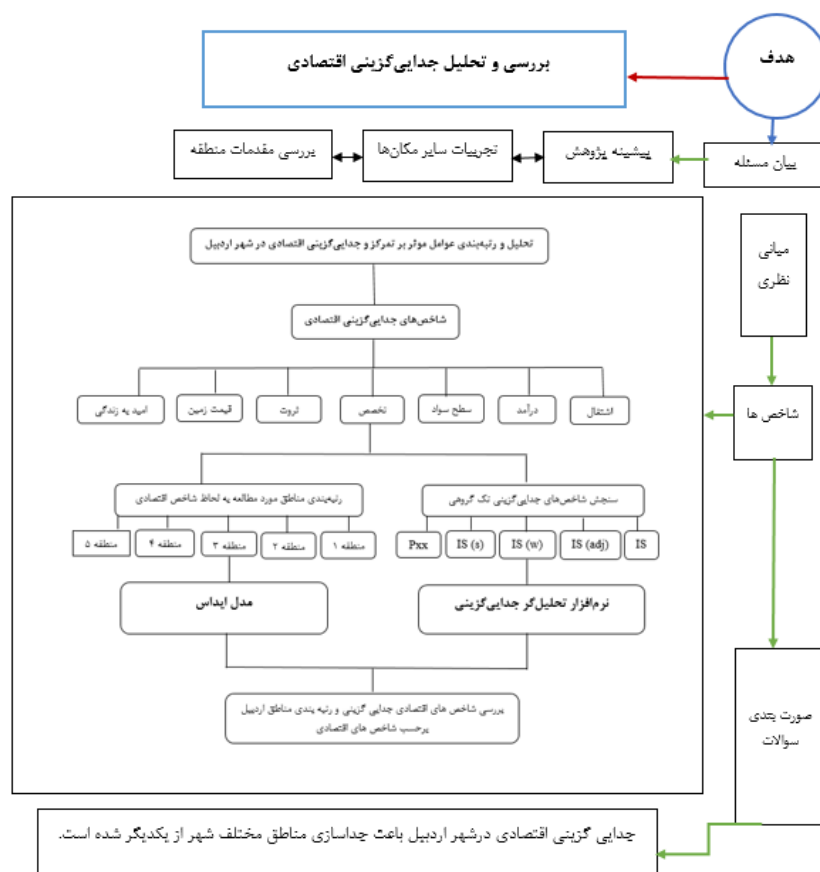 هدف
بررسی و تحلیل جدایی‌گزینی اقتصادی
بیان مسئله
پیشینه پژوهش
تجربیات سایر مکان‌ها
بررسی مقدمات منطقه
مبانی
نظری
شاخص ها
صورت بندی
سوالات
تحلیل و رتبه‌بندی عوامل موثر بر تمرکز و جدایی‌گزینی اقتصادی در شهر اردبیل
شاخص‌های جدایی‌گزینی اقتصادی
اشتغال
درآمد
سطح سواد
تخصص
ثروت
قیمت زمین
امید به زندگی
سنجش شاخص‌های جدایی‌گزینی تک گروهی
IS
IS (adj)
IS (w)
IS (s)
Pxx
نرم‌افزار تحلیل‌گر جدایی‌گزینی
رتبه‌بندی مناطق مورد مطالعه به لحاظ شاخص اقتصادی
منطقه ۱
منطقه ۲
منطقه ۳
منطقه ۴
منطقه ۵
مدل ایداس
بررسی شاخص های اقتصادی جدایی گزینی و رتبه بندی مناطق اردبیل
برحسب شاخص های اقتصادی
جدایی گزینی اقتصادی درشهر اردبیل باعث جداسازی مناطق مختلف شهر از یکدیگر شده است.